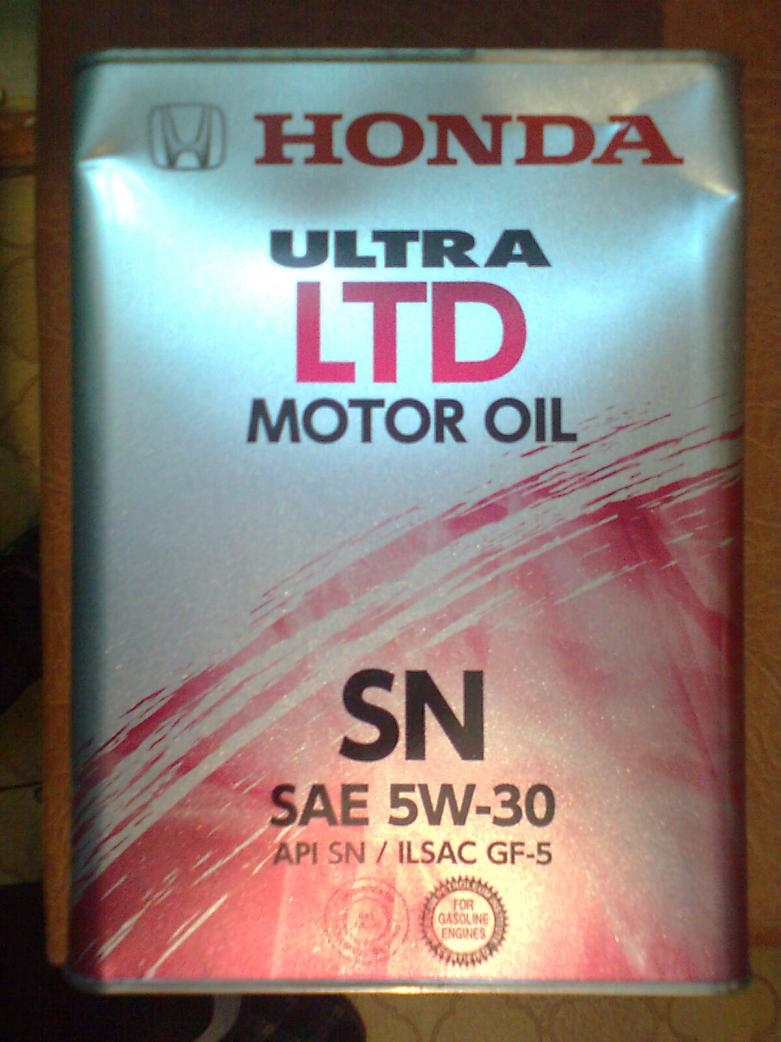 HONDA
ULTRA
LTD
MOTOR OIL
SN
SAE 5W-30
API SN / ILSAC GF-5
FOR
GASOLINE
ENGINES